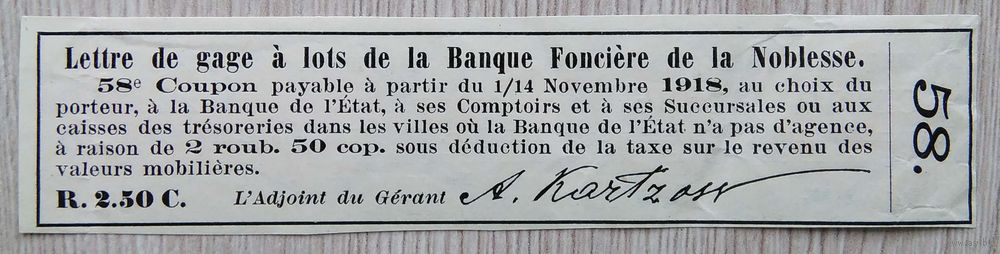 Lettre de gage à lots de la Banque Foncière de la Noblesse.
58e Coupon payable à partir du 1/14 Novembre 1918, au choix du
porteur, à la Banque de l'État, à ses Comptoirs et à ses Succursales ou aux
caisses des trésoreries dans les villes où la Banque de l'État n'a pas d'agence,
à raison de 2 roub. 50 cop. sous déduction de la taxe sur le revenu des
valeurs mobilières.
R. 2.50 C. L'Adjoint du Gérant A. Kartzow
58.